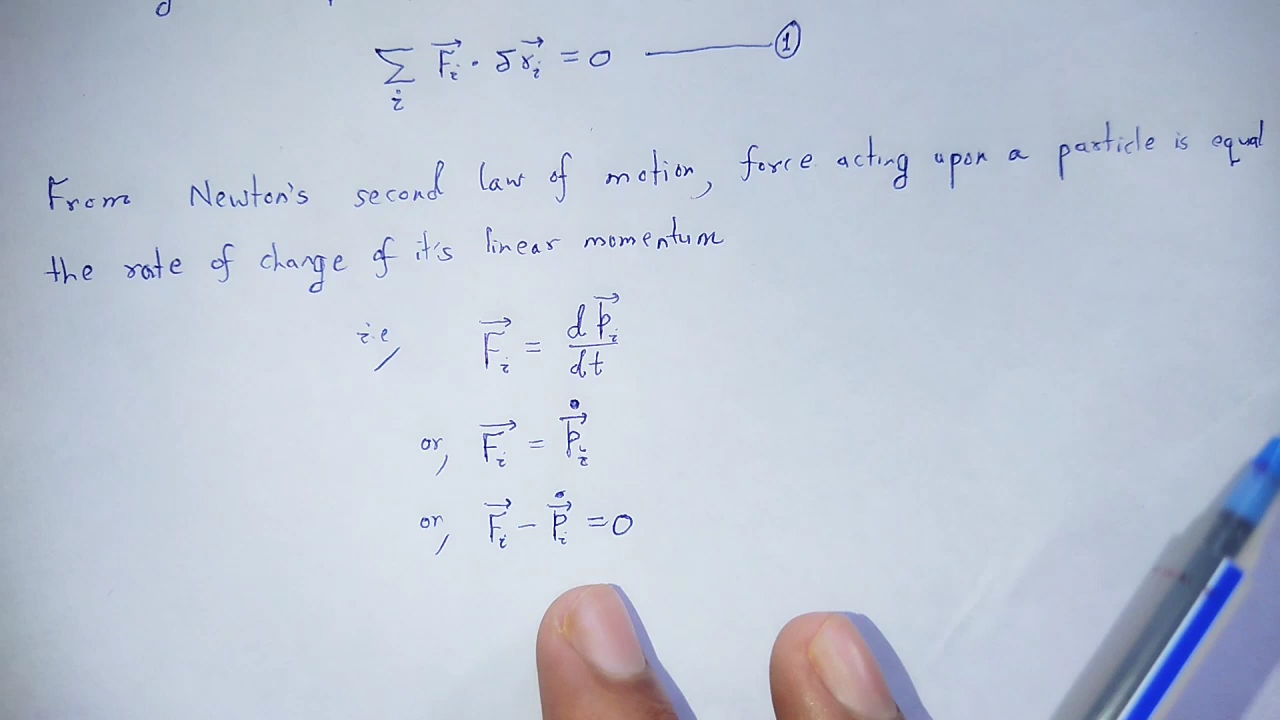 ∑ᵢ F⃗ᵢ · δr⃗ᵢ = 0 ——— ①
From Newton's second law of motion, force acting upon a particle is equal
the rate of change of it's linear momentum
i.e, F⃗ᵢ = dp⃗ᵢ/dt
or, F⃗ᵢ = ṗ⃗ᵢ
or, F⃗ᵢ − ṗ⃗ᵢ = 0